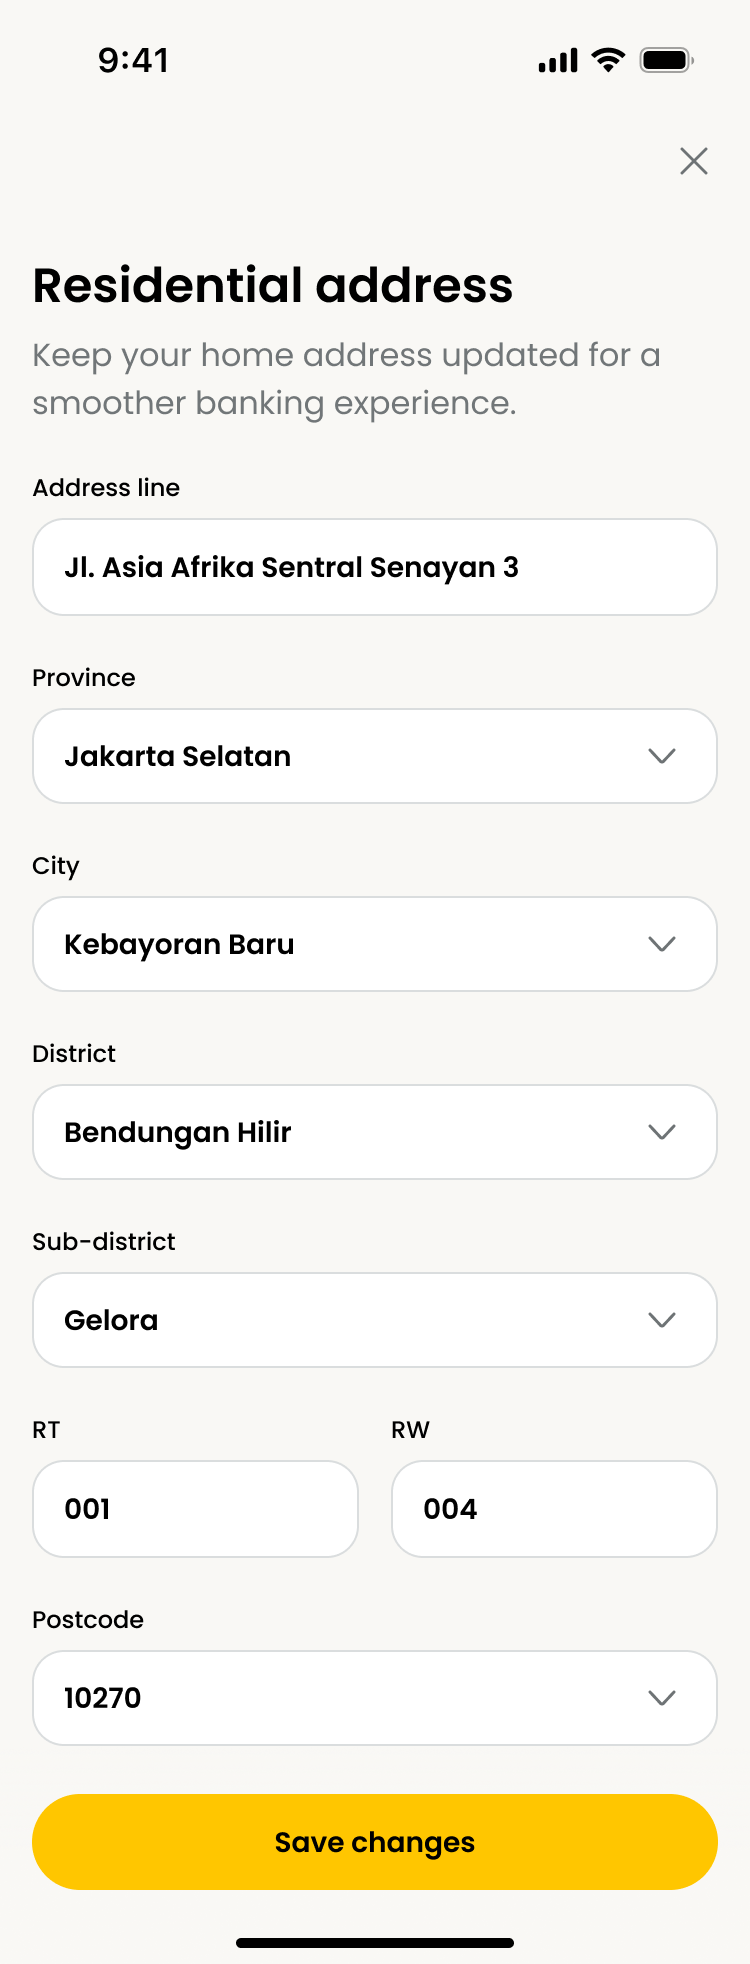 9:41
Residential address
Keep your home address updated for a
smoother banking experience.
Address line
Jl. Asia Afrika Sentral Senayan 3
Province
Jakarta Selatan
City
Kebayoran Baru
District
Bendungan Hilir
Sub-district
Gelora
RT
RW
001
004
Postcode
10270
Save changes